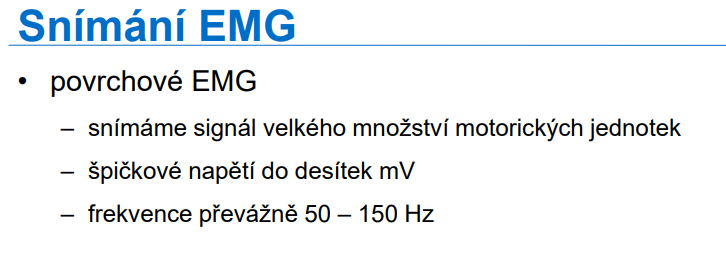 Snímání EMG
• povrchové EMG
– snímáme signál velkého množství motorických jednotek
– špičkové napětí do desítek mV
– frekvence převážně 50 – 150 Hz